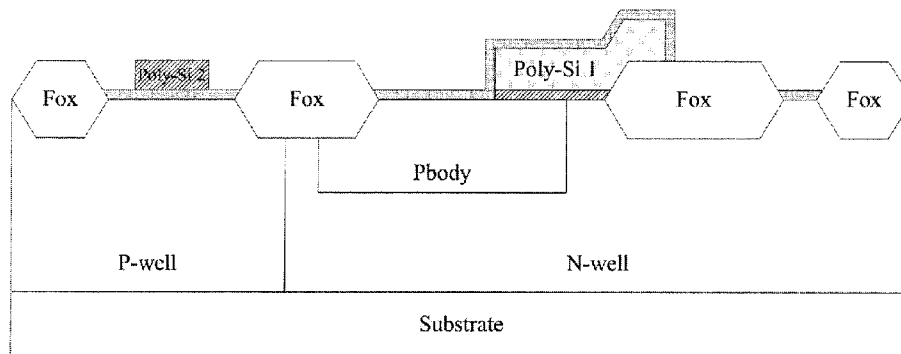 Poly-Si 2
Poly-Si 1
Fox
Fox
Fox
Fox
Pbody
P-well
N-well
Substrate